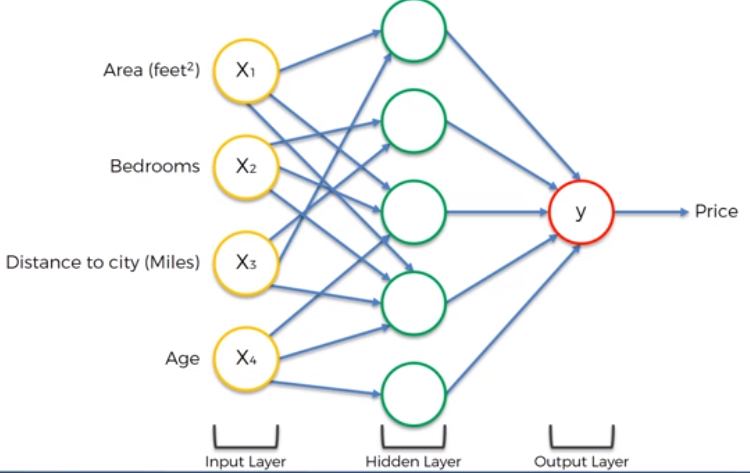 Area (feet²)
X₁
Bedrooms
X₂
y
Price
Distance to city (Miles)
X₃
Age
X₄
Input Layer
Hidden Layer
Output Layer